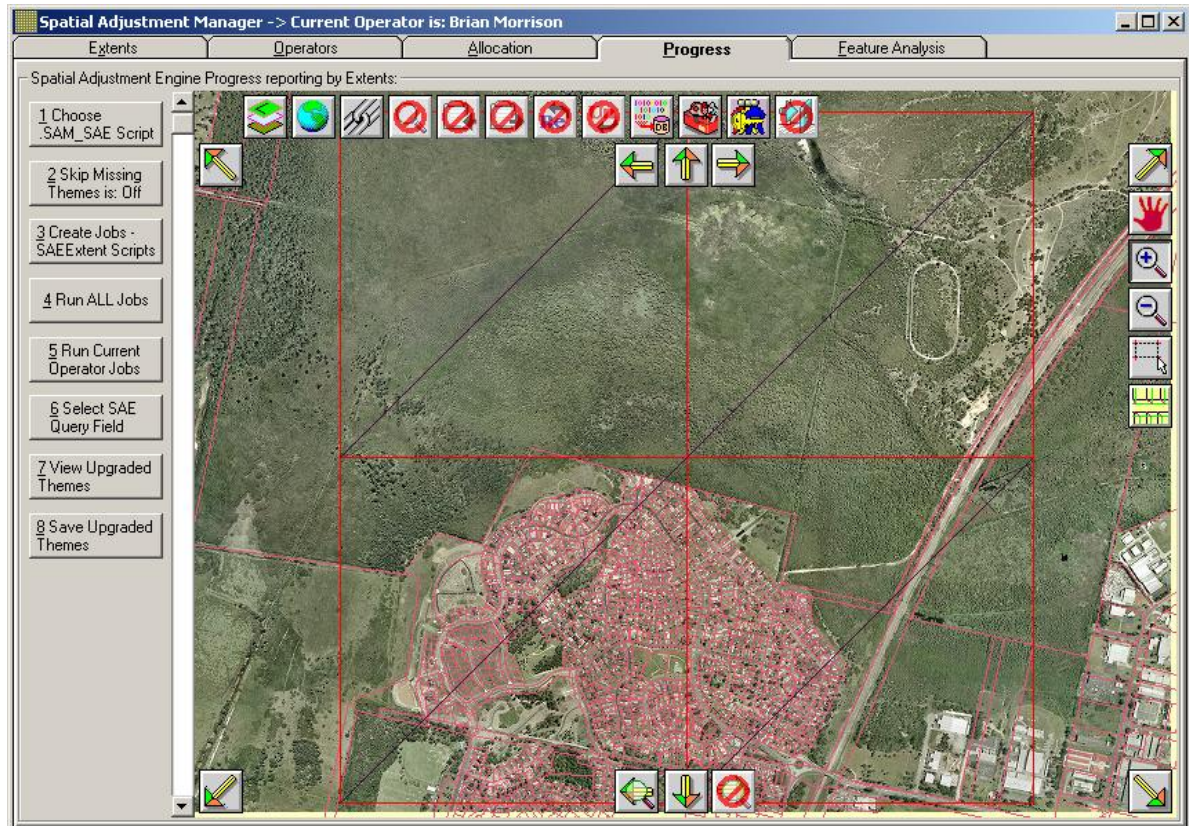 Spatial Adjustment Manager -> Current Operator is: Brian Morrison
Extents
Operators
Allocation
Progress
Feature Analysis
Spatial Adjustment Engine Progress reporting by Extents:
1 Choose
.SAM_SAE Script
2 Skip Missing
Themes is: Off
3 Create Jobs -
SAEExtent Scripts
4 Run ALL Jobs
5 Run Current
Operator Jobs
6 Select SAE
Query Field
7 View Upgraded
Themes
8 Save Upgraded
Themes